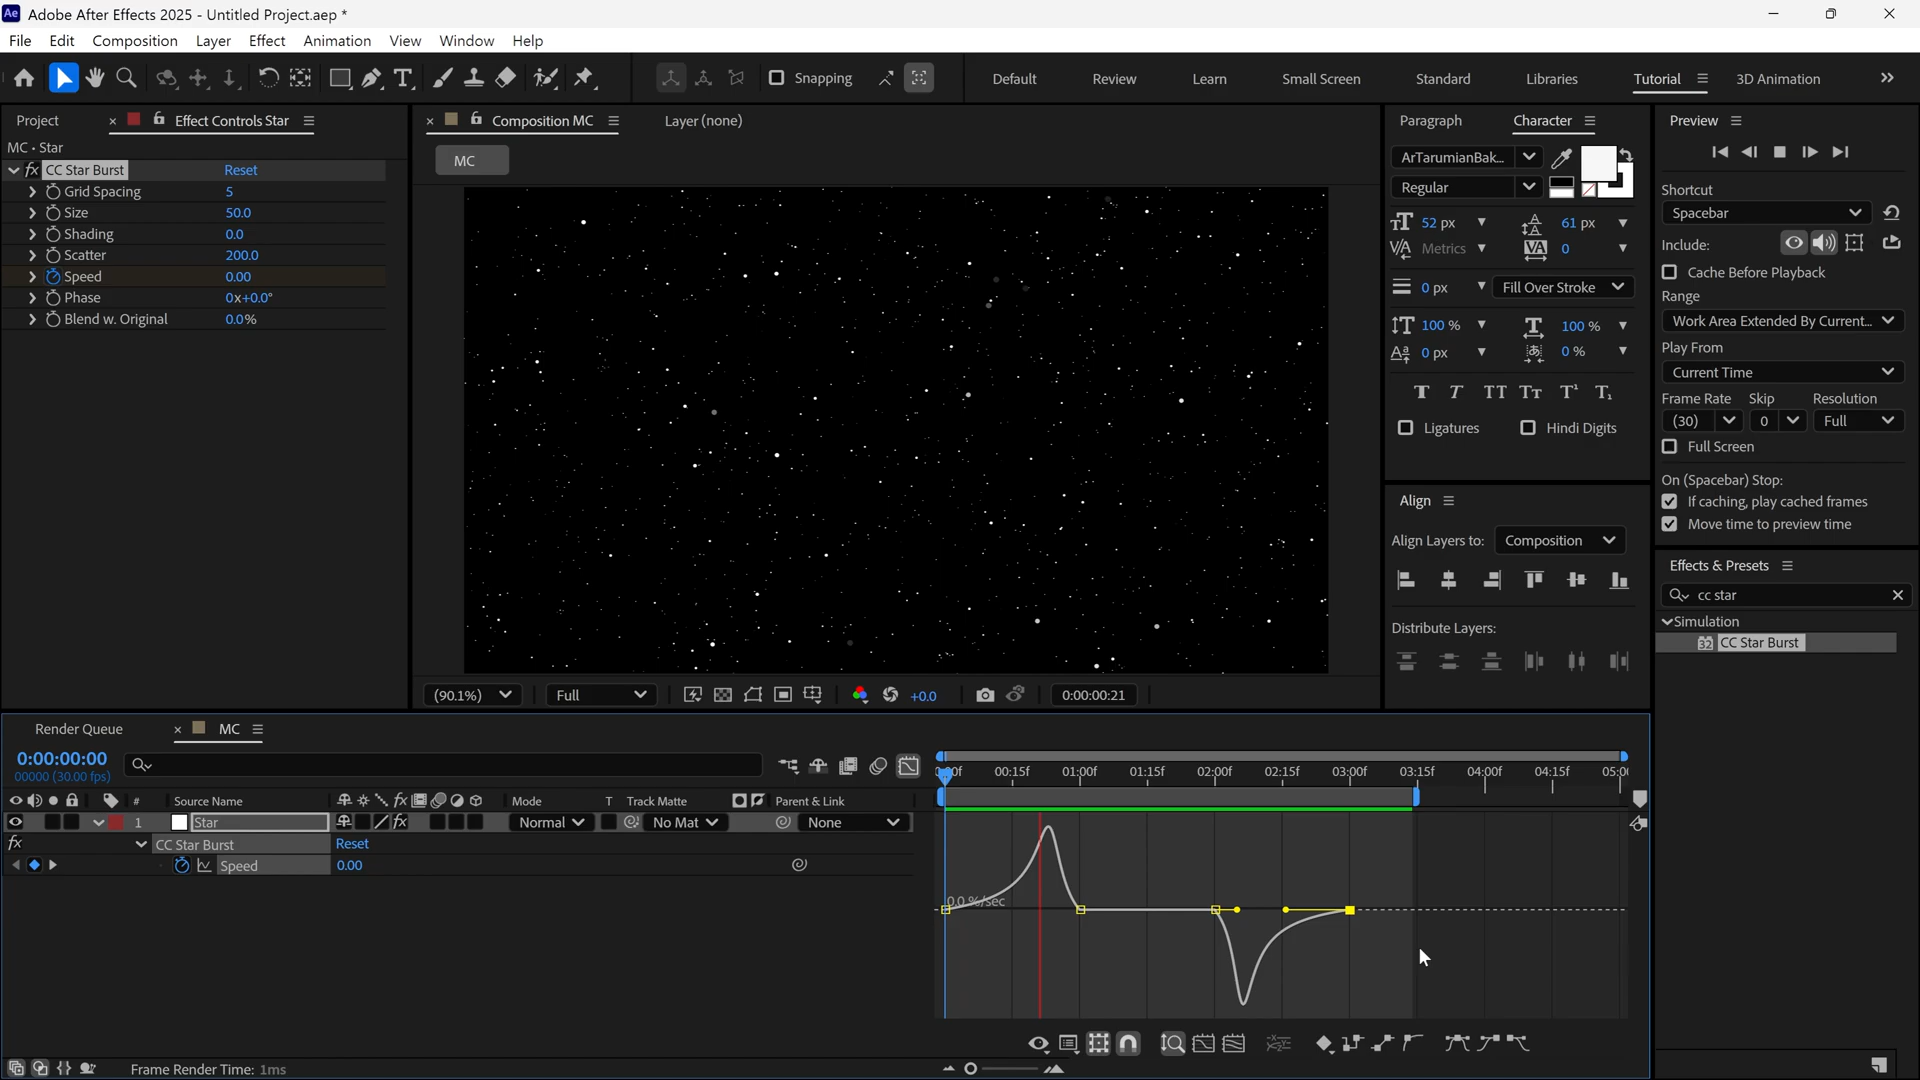 Ae Adobe After Effects 2025 - Untitled Project.aep *
File Edit Composition Layer Effect Animation View Window Help
Snapping
Default Review Learn Small Screen Standard Libraries Tutorial 3D Animation
Project Effect Controls Star
MC • Star
fx CC Star Burst Reset
Grid Spacing 5
Size 50.0
Shading 0.0
Scatter 200.0
Speed 0.00
Phase 0x+0.0°
Blend w. Original 0.0%
Composition MC Layer (none)
MC
(90.1%) Full +0.0 0:00:00:21
Paragraph Character
ArTarumianBak...
Regular
52 px 61 px
Metrics 0
0 px Fill Over Stroke
100 % 100 %
0 px 0 %
Ligatures Hindi Digits
Align
Align Layers to: Composition
Distribute Layers:
Preview
Shortcut
Spacebar
Include:
Cache Before Playback
Range
Work Area Extended By Current...
Play From
Current Time
Frame Rate Skip Resolution
(30) 0 Full
Full Screen
On (Spacebar) Stop:
If caching, play cached frames
Move time to preview time
Effects & Presets
cc star
Simulation
32 CC Star Burst
Render Queue MC
0:00:00:00
00000 (30.00 fps)
# Source Name Mode T Track Matte Parent & Link
1 Star Normal No Mat None
fx CC Star Burst Reset
Speed 0.00
00:15f 01:00f 01:15f 02:00f 02:15f 03:00f 03:15f 04:00f 04:15f 05:0
0.0 %/sec
Frame Render Time: 1ms